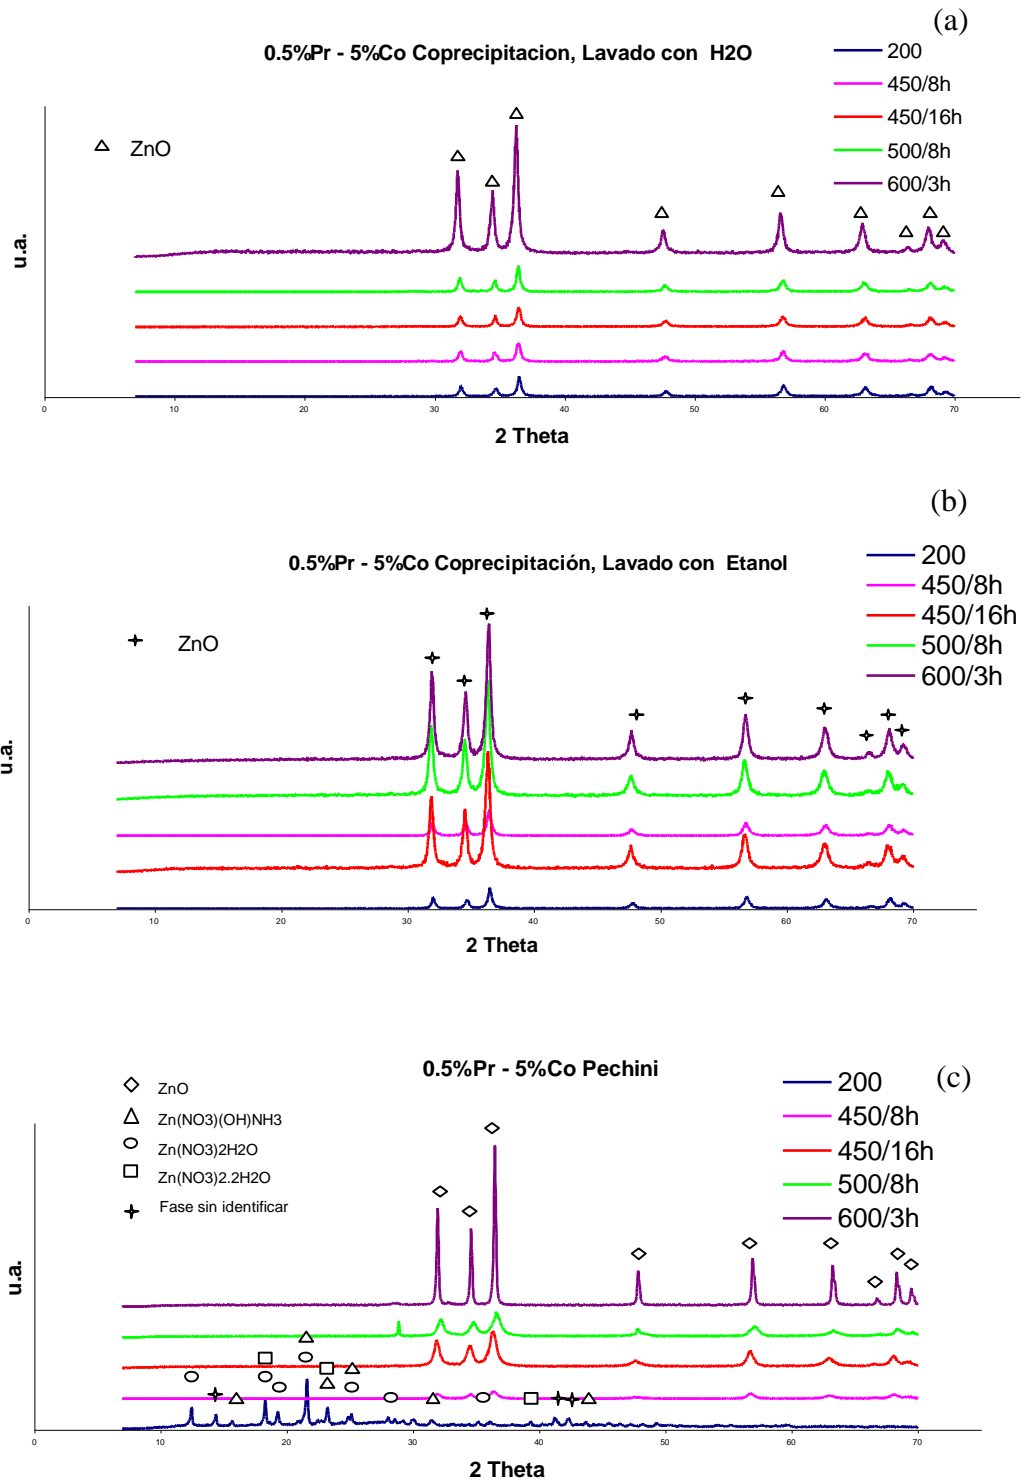 (a)
0.5%Pr - 5%Co Coprecipitacion, Lavado con H2O
200
450/8h
450/16h
500/8h
600/3h
ZnO
u.a.
0 10 20 30 40 50 60 70
2 Theta
(b)
0.5%Pr - 5%Co Coprecipitación, Lavado con Etanol
200
450/8h
450/16h
500/8h
600/3h
ZnO
u.a.
0 10 20 30 40 50 60 70
2 Theta
(c)
0.5%Pr - 5%Co Pechini
200
450/8h
450/16h
500/8h
600/3h
ZnO
Zn(NO3)(OH)NH3
Zn(NO3)2H2O
Zn(NO3)2.2H2O
Fase sin identificar
u.a.
0 10 20 30 40 50 60 70
2 Theta